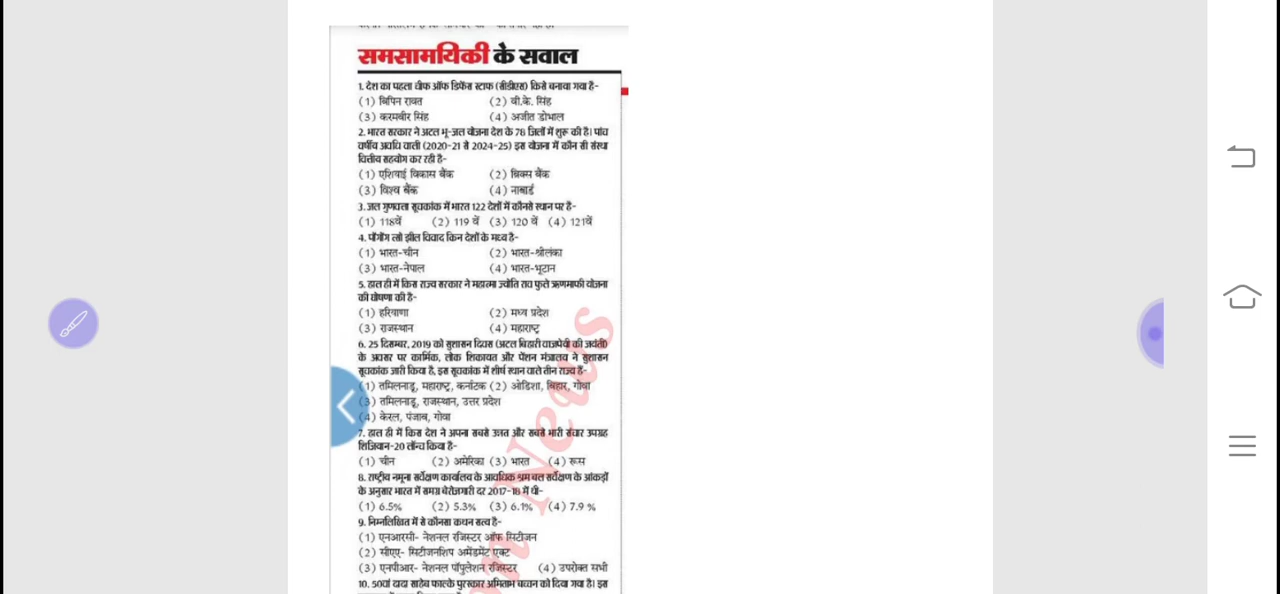 समसामयिकी के सवाल
1. देश का पहला चीफ ऑफ डिफेंस स्टाफ (सीडीएस) किसे बनाया गया है-
(1) बिपिन रावत (2) वी.के. सिंह
(3) करमबीर सिंह (4) अजीत डोभाल
2. भारत सरकार ने अटल भू-जल योजना देश के 78 जिलों में शुरू की है। पांच
वर्षीय अवधि वाली (2020-21 से 2024-25) इस योजना में कौन सी संस्था
वित्तीय सहयोग कर रही है-
(1) एशियाई विकास बैंक (2) ब्रिक्स बैंक
(3) विश्व बैंक (4) नाबार्ड
3. जल गुणवत्ता सूचकांक में भारत 122 देशों में कौनसे स्थान पर है-
(1) 118वें (2) 119 वें (3) 120 वें (4) 121वें
4. पैंगोंग त्सो झील विवाद किन देशों के मध्य है-
(1) भारत-चीन (2) भारत-श्रीलंका
(3) भारत-नेपाल (4) भारत-भूटान
5. हाल ही में किस राज्य सरकार ने महात्मा ज्योति राव फुले ऋणमाफी योजना
की घोषणा की है-
(1) हरियाणा (2) मध्य प्रदेश
(3) राजस्थान (4) महाराष्ट्र
6. 25 दिसम्बर, 2019 को सुशासन दिवस (अटल बिहारी वाजपेयी की जयंती)
के अवसर पर कार्मिक, लोक शिकायत और पेंशन मंत्रालय ने सुशासन
सूचकांक जारी किया है, इस सूचकांक में शीर्ष स्थान वाले तीन राज्य है-
(1) तमिलनाडू, महाराष्ट्र, कर्नाटक (2) ओडिशा, बिहार, गोवा
(3) तमिलनाडू, राजस्थान, उत्तर प्रदेश
(4) केरल, पंजाब, गोवा
7. हाल ही में किस देश ने अपना सबसे उन्नत और सबसे भारी संचार उपग्रह
शिजियान-20 लॉन्च किया है-
(1) चीन (2) अमेरिका (3) भारत (4) रूस
8. राष्ट्रीय नमूना सर्वेक्षण कार्यालय के आवधिक श्रम बल सर्वेक्षण के आंकड़ों
के अनुसार भारत में समग्र बेरोजगारी दर 2017-18 में थी-
(1) 6.5% (2) 5.3% (3) 6.1% (4) 7.9 %
9. निम्नलिखित में से कौनसा कथन सत्य है-
(1) एनआरसी- नेशनल रजिस्टर ऑफ सिटीजन
(2) सीएए- सिटीजनशिप अमेंडमेंट एक्ट
(3) एनपीआर- नेशनल पॉपुलेशन रजिस्टर (4) उपरोक्त सभी
10. 50वां दादा साहेब फाल्के पुरस्कार अमिताभ बच्चन को दिया गया है। इस
News